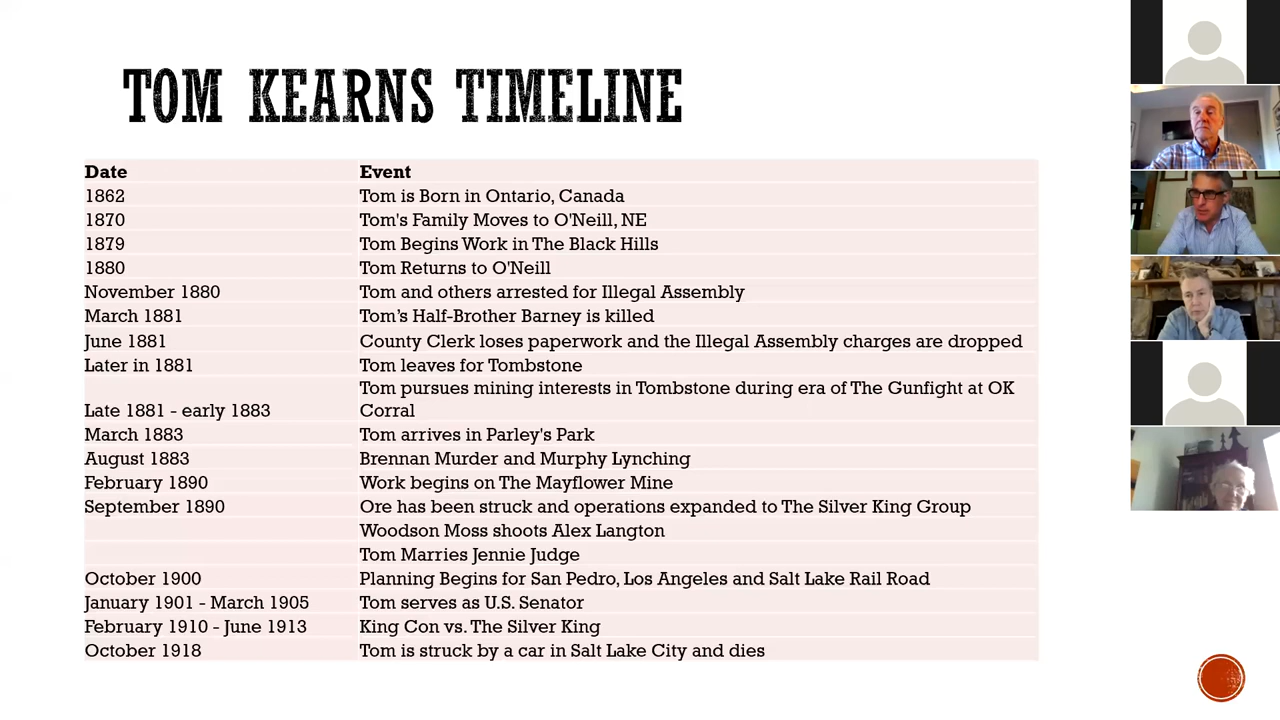 TOM KEARNS TIMELINE
Date Event
1862 Tom is Born in Ontario, Canada
1870 Tom's Family Moves to O'Neill, NE
1879 Tom Begins Work in The Black Hills
1880 Tom Returns to O'Neill
November 1880 Tom and others arrested for Illegal Assembly
March 1881 Tom’s Half-Brother Barney is killed
June 1881 County Clerk loses paperwork and the Illegal Assembly charges are dropped
Later in 1881 Tom leaves for Tombstone
Tom pursues mining interests in Tombstone during era of The Gunfight at OK
Late 1881 - early 1883 Corral
March 1883 Tom arrives in Parley's Park
August 1883 Brennan Murder and Murphy Lynching
February 1890 Work begins on The Mayflower Mine
September 1890 Ore has been struck and operations expanded to The Silver King Group
Woodson Moss shoots Alex Langton
Tom Marries Jennie Judge
October 1900 Planning Begins for San Pedro, Los Angeles and Salt Lake Rail Road
January 1901 - March 1905 Tom serves as U.S. Senator
February 1910 - June 1913 King Con vs. The Silver King
October 1918 Tom is struck by a car in Salt Lake City and dies